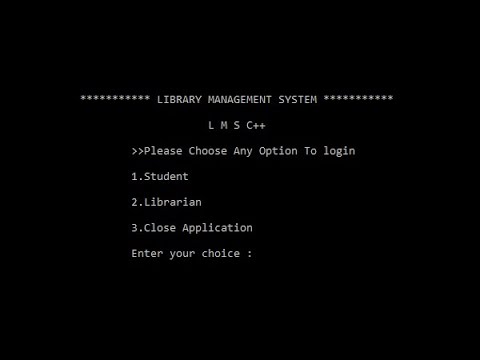 *********** LIBRARY MANAGEMENT SYSTEM ***********
L M S C++
>>Please Choose Any Option To login
1.Student
2.Librarian
3.Close Application
Enter your choice :